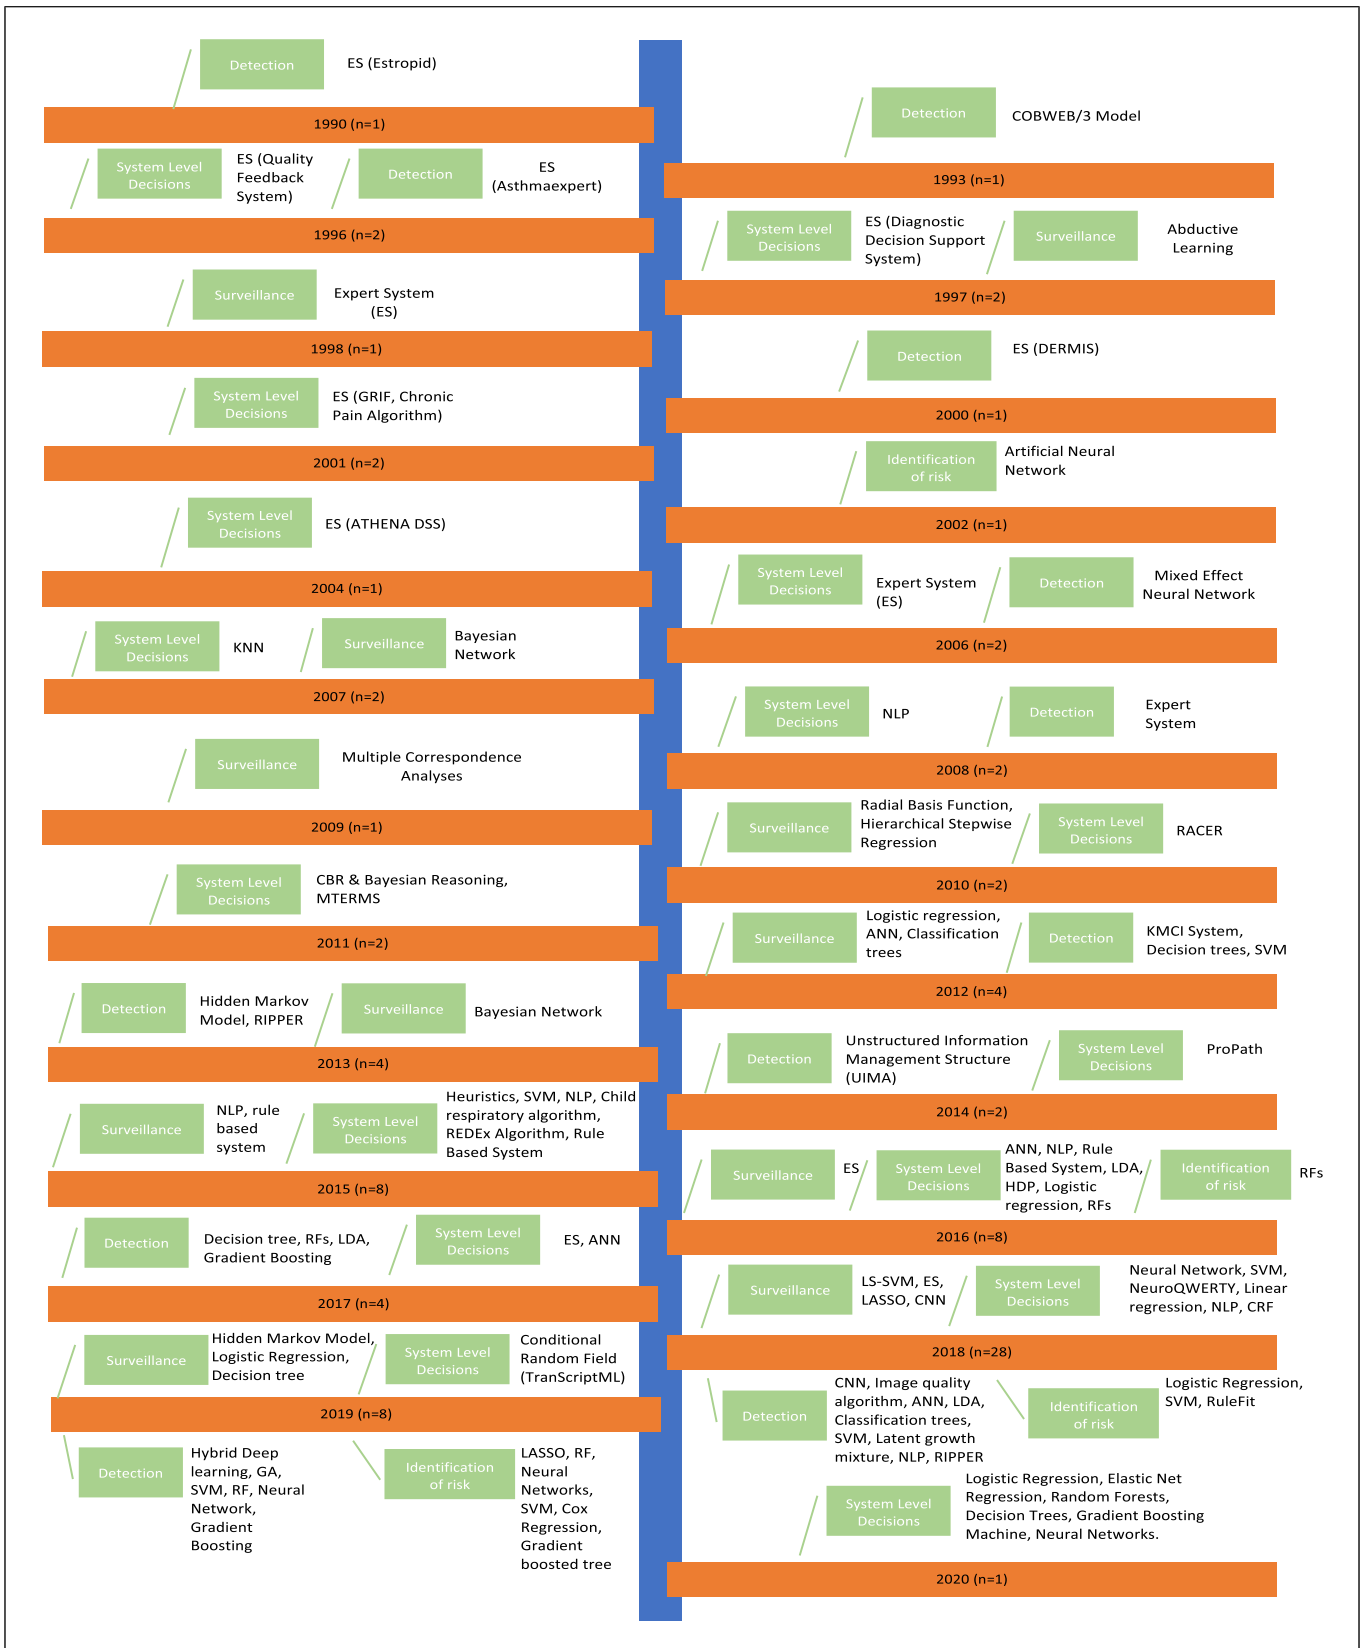 Detection
ES (Estropid)
1990 (n=1)
Detection
COBWEB/3 Model
1993 (n=1)
System Level
Decisions
ES (Quality
Feedback
System)
Detection
ES
(Asthmaexpert)
1996 (n=2)
System Level
Decisions
ES (Diagnostic
Decision Support
System)
Surveillance
Abductive
Learning
1997 (n=2)
Surveillance
Expert System
(ES)
1998 (n=1)
Detection
ES (DERMIS)
2000 (n=1)
System Level
Decisions
ES (GRIF, Chronic
Pain Algorithm)
2001 (n=2)
Identification
of risk
Artificial Neural
Network
2002 (n=1)
System Level
Decisions
ES (ATHENA DSS)
2004 (n=1)
System Level
Decisions
Expert System
(ES)
Detection
Mixed Effect
Neural Network
2006 (n=2)
System Level
Decisions
KNN
Surveillance
Bayesian
Network
2007 (n=2)
System Level
Decisions
NLP
Detection
Expert
System
2008 (n=2)
Surveillance
Multiple Correspondence
Analyses
2009 (n=1)
Surveillance
Radial Basis Function,
Hierarchical Stepwise
Regression
System Level
Decisions
RACER
2010 (n=2)
System Level
Decisions
CBR & Bayesian Reasoning,
MTERMS
2011 (n=2)
Surveillance
Logistic regression,
ANN, Classification
trees
Detection
KMCI System,
Decision trees, SVM
2012 (n=4)
Detection
Hidden Markov
Model, RIPPER
Surveillance
Bayesian Network
2013 (n=4)
Detection
Unstructured Information
Management Structure
(UIMA)
System Level
Decisions
ProPath
2014 (n=2)
Surveillance
NLP, rule
based
system
System Level
Decisions
Heuristics, SVM, NLP, Child
respiratory algorithm,
REDEx Algorithm, Rule
Based System
2015 (n=8)
Surveillance
ES
System Level
Decisions
ANN, NLP, Rule
Based System, LDA,
HDP, Logistic
regression, RFs
Identification
of risk
RFs
2016 (n=8)
Detection
Decision tree, RFs, LDA,
Gradient Boosting
System Level
Decisions
ES, ANN
2017 (n=4)
Surveillance
LS-SVM, ES,
LASSO, CNN
System Level
Decisions
Neural Network, SVM,
NeuroQWERTY, Linear
regression, NLP, CRF
2018 (n=28)
Detection
CNN, Image quality
algorithm, ANN, LDA,
Classification trees,
SVM, Latent growth
mixture, NLP, RIPPER
Identification
of risk
Logistic Regression,
SVM, RuleFit
Surveillance
Hidden Markov Model,
Logistic Regression,
Decision tree
System Level
Decisions
Conditional
Random Field
(TranScriptML)
2019 (n=8)
Detection
Hybrid Deep
learning, GA,
SVM, RF, Neural
Network,
Gradient
Boosting
Identification
of risk
LASSO, RF,
Neural
Networks,
SVM, Cox
Regression,
Gradient
boosted tree
System Level
Decisions
Logistic Regression, Elastic Net
Regression, Random Forests,
Decision Trees, Gradient Boosting
Machine, Neural Networks.
2020 (n=1)